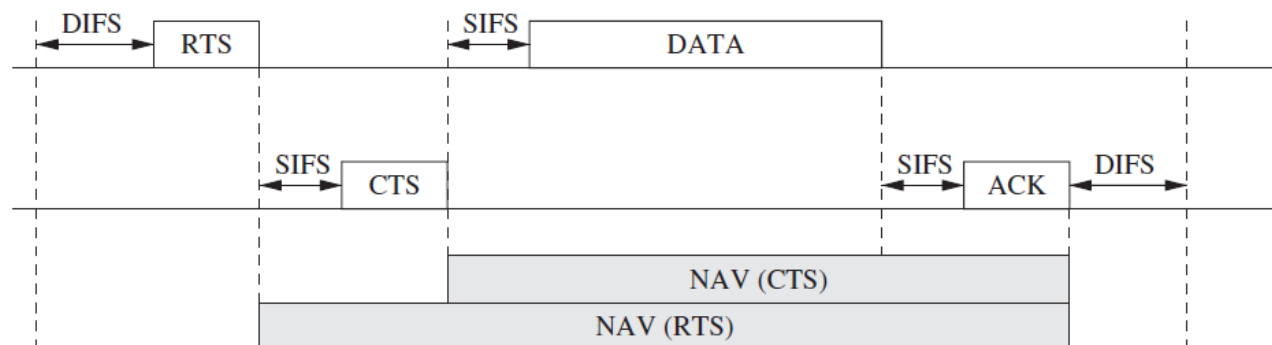 DIFS RTS SIFS DATA
SIFS CTS SIFS ACK DIFS
NAV (CTS)
NAV (RTS)